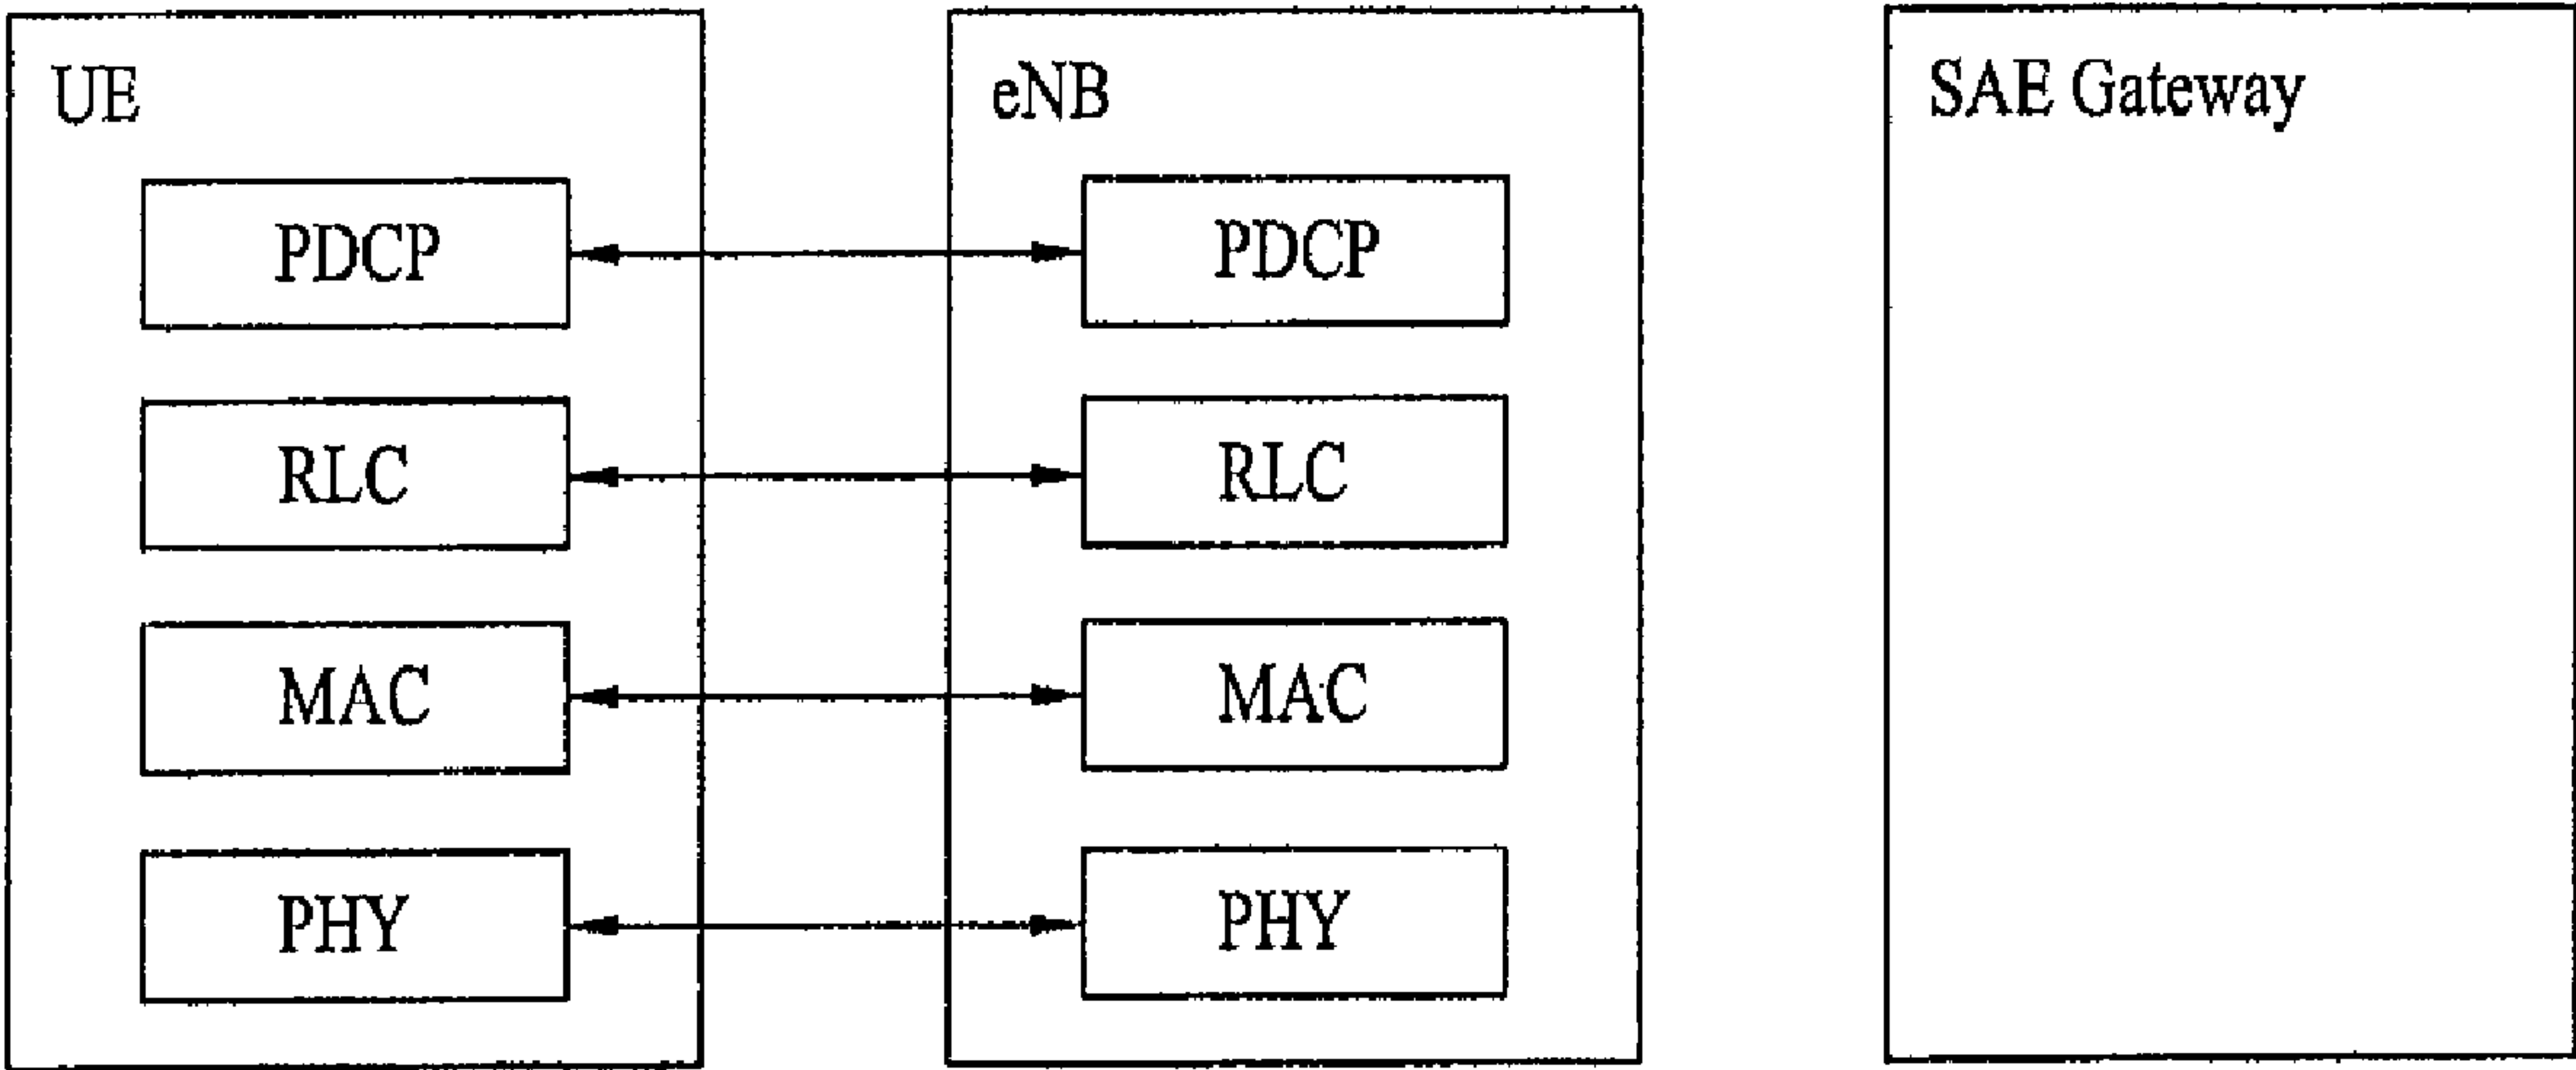 UE
eNB
SAE Gateway
PDCP
PDCP
RLC
RLC
MAC
MAC
PHY
PHY